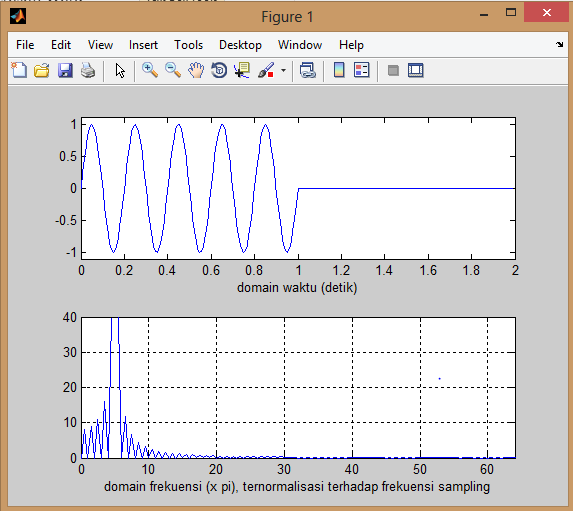 Figure 1
File Edit View Insert Tools Desktop Window Help
1
0.5
0
-0.5
-1
0 0.2 0.4 0.6 0.8 1 1.2 1.4 1.6 1.8 2
domain waktu (detik)
40
30
20
10
0
0 10 20 30 40 50 60
domain frekuensi (x pi), ternormalisasi terhadap frekuensi sampling